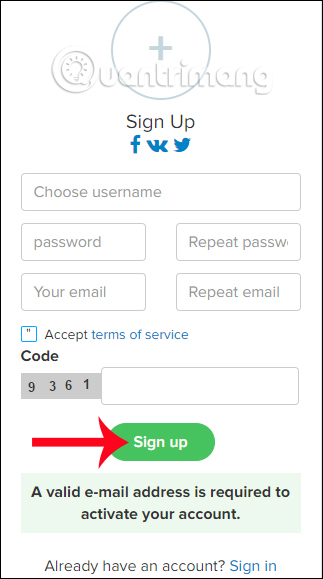 Quantrimang
Sign Up
Choose username
password Repeat passw
Your email Repeat email
Accept terms of service
Code
9 3 6 1
Sign up
A valid e-mail address is required to
activate your account.
Already have an account? Sign in